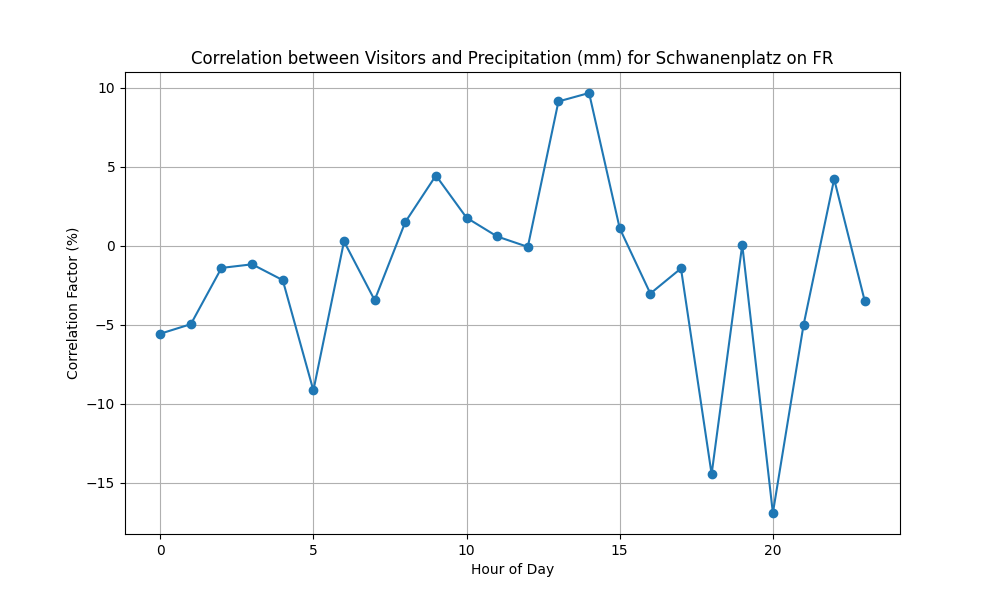 Correlation between Visitors and Precipitation (mm) for Schwanenplatz on FR
Correlation Factor (%)
10
5
0
−5
−10
−15
0 5 10 15 20
Hour of Day